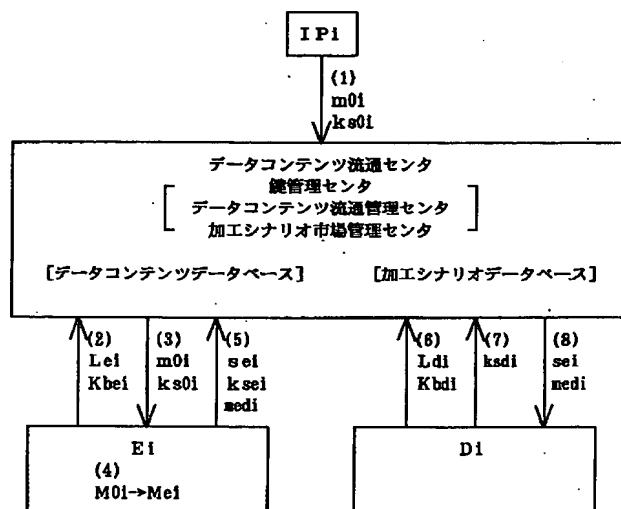 IPi
(1)
m0i
ks0i
データコンテンツ流通センタ
鍵管理センタ
データコンテンツ流通管理センタ
加工シナリオ市場管理センタ
[データコンテンツデータベース] [加工シナリオデータベース]
(2)
Lei
Kbei
(3)
m0i
ks0i
(5)
sei
ksei
medi
(6)
Ldi
Kbdi
(7)
ksdi
(8)
sei
medi
Ei
(4)
M0i→Mei
Di